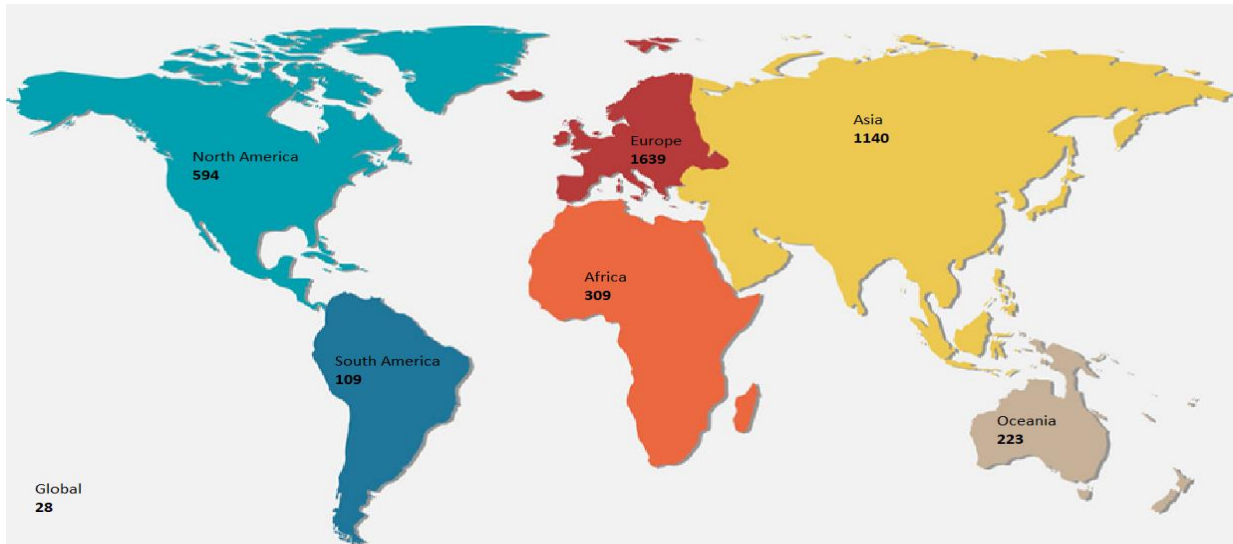 Asia
1140
Europe
1639
North America
594
Africa
309
South America
109
Oceania
223
Global
28